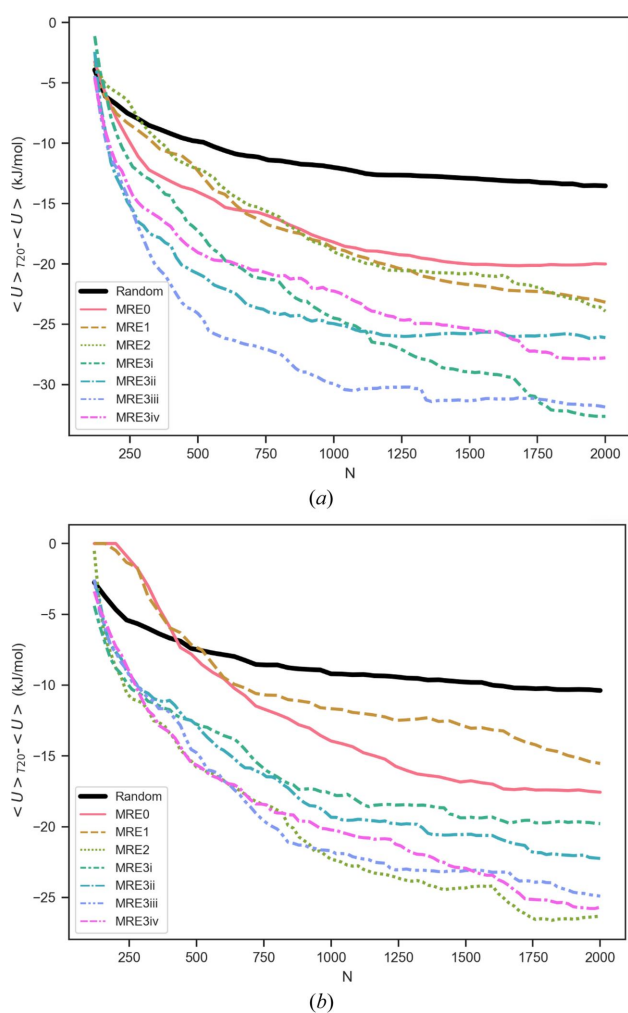 0
−5
−10
−15
−20
−25
−30
< U > T20- < U > (kJ/mol)
Random
MRE0
MRE1
MRE2
MRE3i
MRE3ii
MRE3iii
MRE3iv
250 500 750 1000 1250 1500 1750 2000
N
(a)
0
−5
−10
−15
−20
−25
< U > T20- < U > (kJ/mol)
Random
MRE0
MRE1
MRE2
MRE3i
MRE3ii
MRE3iii
MRE3iv
250 500 750 1000 1250 1500 1750 2000
N
(b)